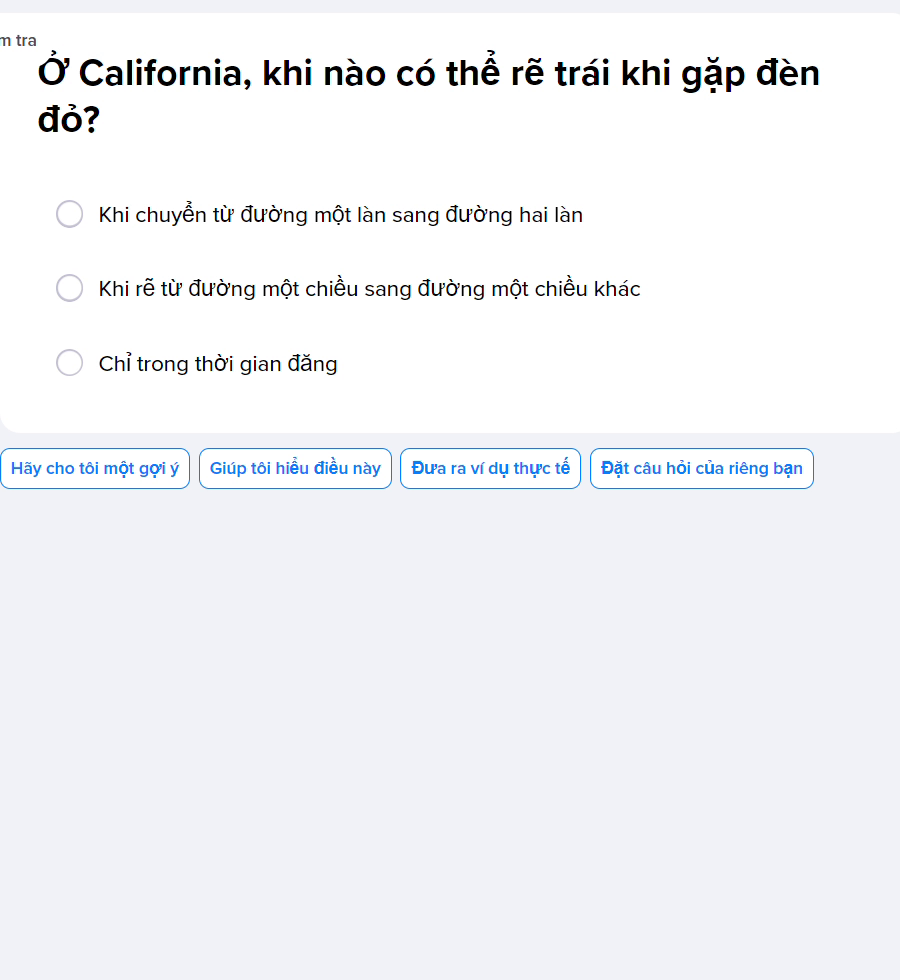 m tra
Ở California, khi nào có thể rẽ trái khi gặp đèn
đỏ?
Khi chuyển từ đường một làn sang đường hai làn
Khi rẽ từ đường một chiều sang đường một chiều khác
Chỉ trong thời gian đăng
Hãy cho tôi một gợi ý
Giúp tôi hiểu điều này
Đưa ra ví dụ thực tế
Đặt câu hỏi của riêng bạn